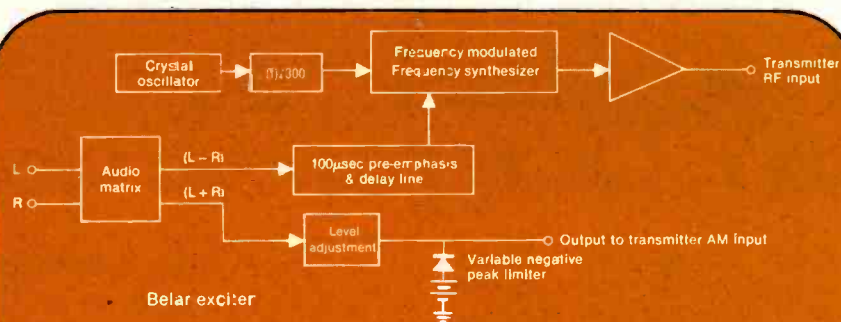 Crystal
oscillator
Frequency modulated
Frequency synthesizer
Transmitter
RF input
L
R
Audio
matrix
(L – R)
(L + R)
100µsec pre-emphasis
& delay line
Level
adjustment
Output to transmitter AM input
Variable negative
peak limiter
Belar exciter